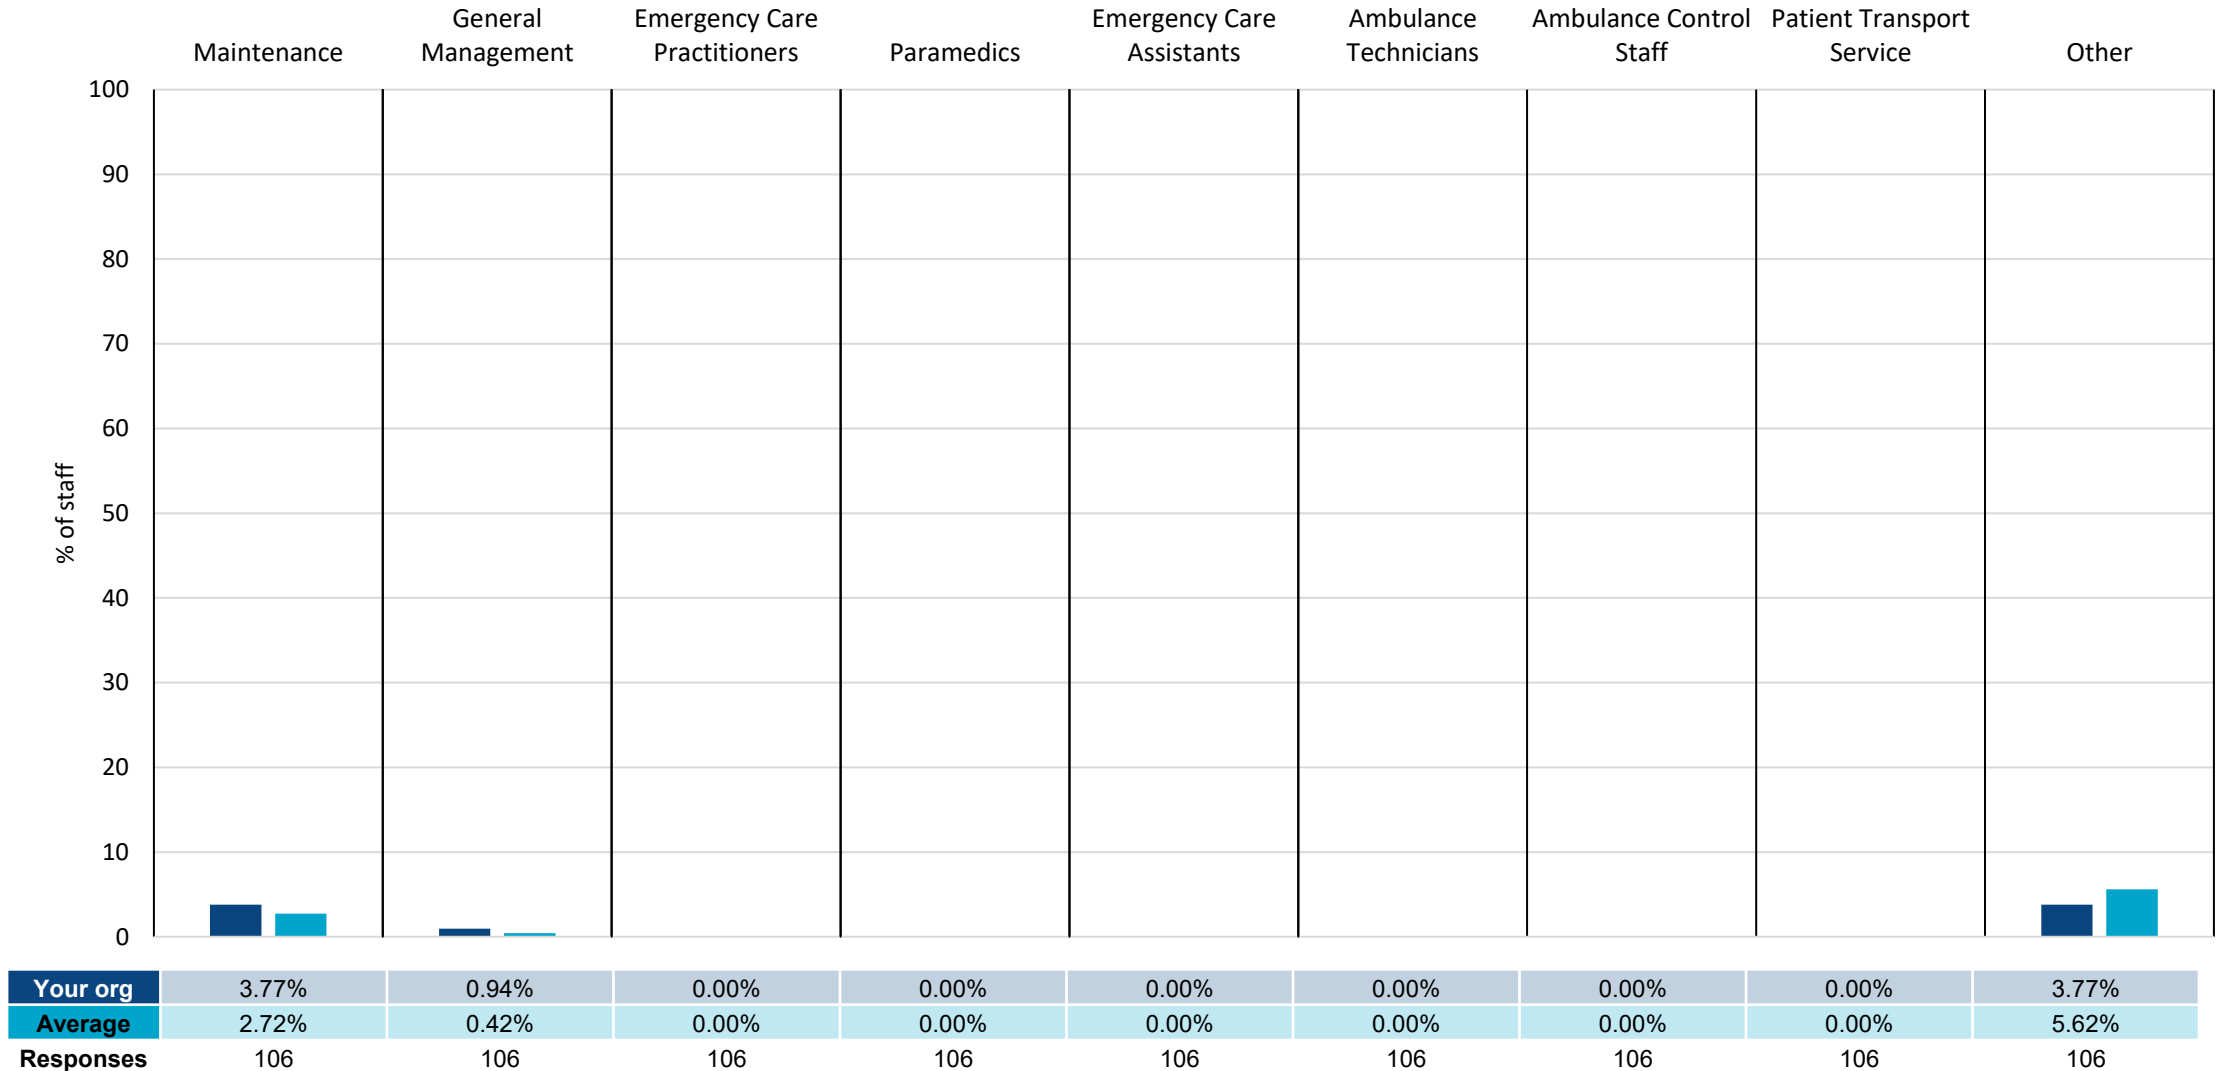 Maintenance
General
Management
Emergency Care
Practitioners
Paramedics
Emergency Care
Assistants
Ambulance
Technicians
Ambulance Control
Staff
Patient Transport
Service
Other
% of staff
100
90
80
70
60
50
40
30
20
10
0
Your org 3.77% 0.94% 0.00% 0.00% 0.00% 0.00% 0.00% 0.00% 3.77%
Average 2.72% 0.42% 0.00% 0.00% 0.00% 0.00% 0.00% 0.00% 5.62%
Responses 106 106 106 106 106 106 106 106 106